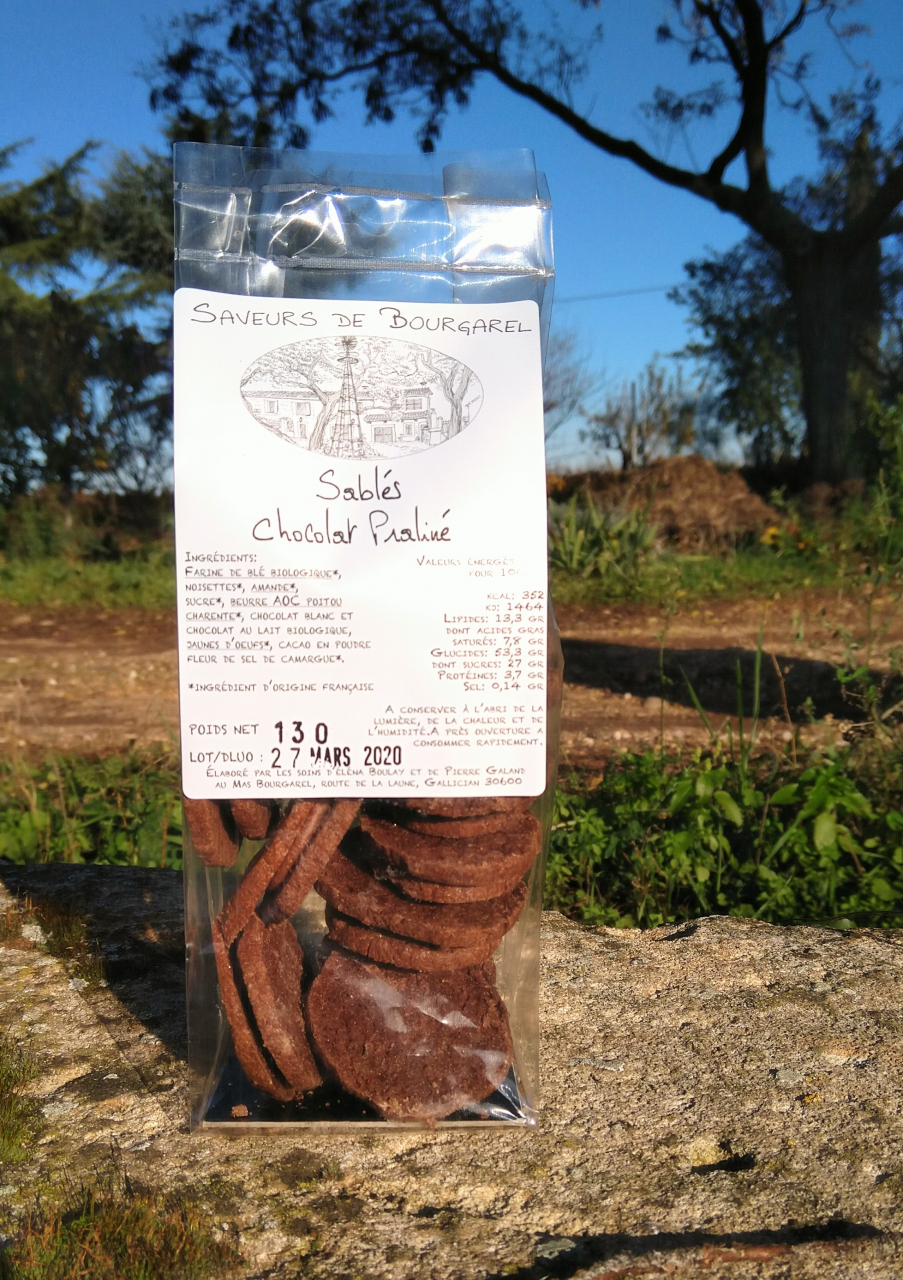 SAVEURS DE BOURGAREL
Sablés
Chocolat Praliné
INGRÉDIENTS:
FARINE DE BLÉ BIOLOGIQUE*,
NOISETTES*, AMANDE*,
SUCRE*, BEURRE AOC POITOU
CHARENTE*, CHOCOLAT BLANC ET
CHOCOLAT AU LAIT BIOLOGIQUE,
JAUNES D'OEUFS*, CACAO EN POUDRE
FLEUR DE SEL DE CAMARGUE*.
*INGRÉDIENT D'ORIGINE FRANÇAISE
VALEURS
POUR
KCAL: 352
KJ: 1464
LIPIDES: 13,3 GR
DONT ACIDES GRAS
SATURÉS: 7,8 GR
GLUCIDES: 53,3 GR
DONT SUCRES: 27 GR
PROTÉINES: 3,7 GR
SEL: 0,14 GR
A CONSERVER À L'ABRI DE LA
LUMIÈRE, DE LA CHALEUR ET DE
L'HUMIDITÉ.A PRÈS OUVERTURE A
CONSOMMER RAPIDEMENT.
POIDS NET 130
LOT/DLUO : 27 MARS 2020
ÉLABORÉ PAR LES SOINS D'ÉLÉNA BOULAY ET DE PIERRE GALAND
AU MAS BOURGAREL, ROUTE DE LA LAUNE, GALLICIAN 30600